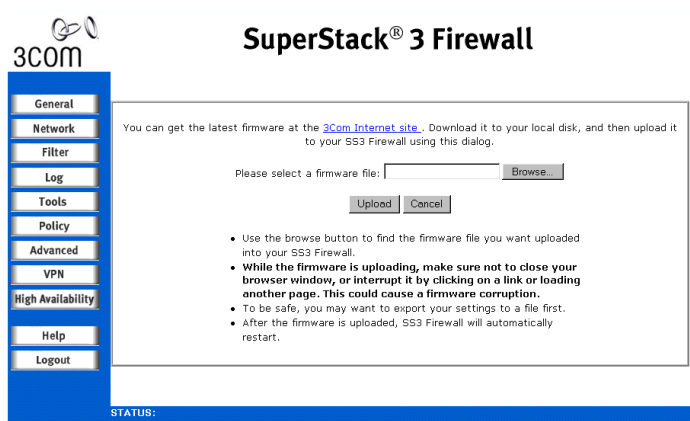 3COM
SuperStack® 3 Firewall
General
Network
Filter
Log
Tools
Policy
Advanced
VPN
High Availability
Help
Logout
You can get the latest firmware at the 3Com Internet site . Download it to your local disk, and then upload it
to your SS3 Firewall using this dialog.
Please select a firmware file: Browse...
Upload Cancel
• Use the browse button to find the firmware file you want uploaded
into your SS3 Firewall.
• While the firmware is uploading, make sure not to close your
browser window, or interrupt it by clicking on a link or loading
another page. This could cause a firmware corruption.
• To be safe, you may want to export your settings to a file first.
• After the firmware is uploaded, SS3 Firewall will automatically
restart.
STATUS: